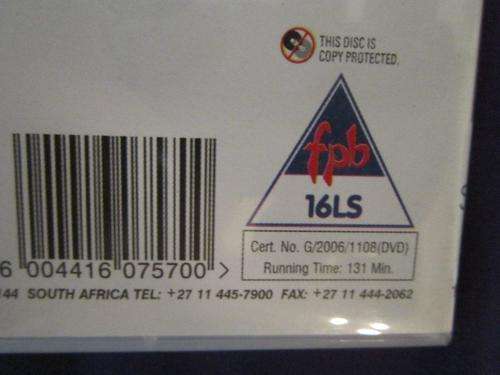 THIS DISC IS
COPY PROTECTED.
fpb
16LS
Cert. No. G/2006/1108(DVD)
Running Time: 131 Min.
6 004416 075700 >
144 SOUTH AFRICA TEL: +27 11 445-7900 FAX: +27 11 444-2062